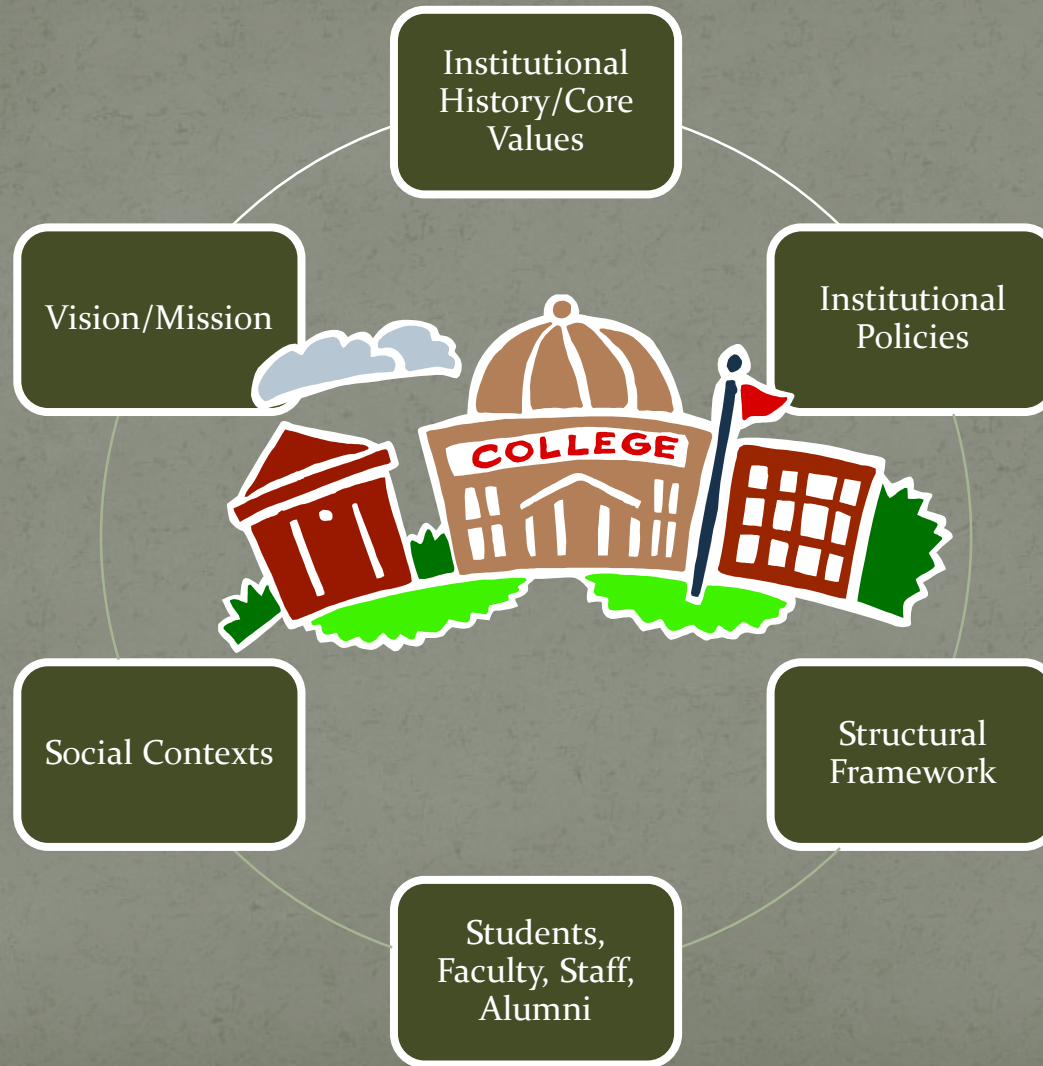 Institutional
History/Core
Values
Vision/Mission
Institutional
Policies
COLLEGE
Social Contexts
Structural
Framework
Students,
Faculty, Staff,
Alumni